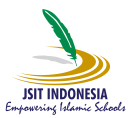 JSIT INDONESIA
Empowering Islamic Schools